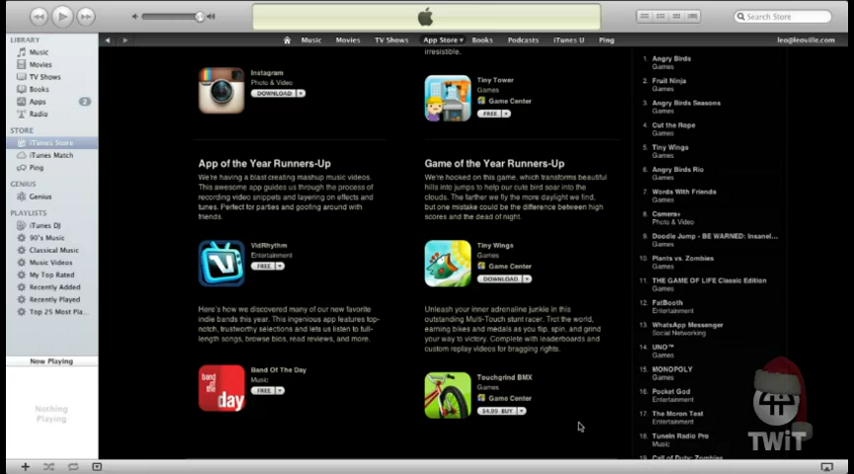 Search Store
LIBRARY
Music
Movies
TV Shows
Books
Apps
2
Radio
STORE
iTunes Store
iTunes Match
Ping
GENIUS
Genius
PLAYLISTS
iTunes DJ
90's Music
Classical Music
Music Videos
My Top Rated
Recently Added
Recently Played
Top 25 Most Pla...
Now Playing
Nothing
Playing
Music
Movies
TV Shows
App Store
Books
Podcasts
iTunes U
Ping
leo@leoville.com
Instagram
Photo & Video
DOWNLOAD
irresistible.
Tiny Tower
Games
Game Center
FREE
App of the Year Runners-Up
We're having a blast creating mashup music videos.
This awesome app guides us through the process of
recording video snippets and layering on effects and
tunes. Perfect for parties and goofing around with
friends.
VidRhythm
Entertainment
FREE
Here's how we discovered many of our new favorite
indie bands this year. This ingenious app features top-
notch, trustworthy selections and lets us listen to full-
length songs, browse bios, read reviews, and more.
band
of the
day
Band Of The Day
Music
FREE
Game of the Year Runners-Up
We're hooked on this game, which transforms beautiful
hills into jumps to help our cute bird soar into the
clouds. The farther we fly the more daylight we find,
but one mistake could be the difference between high
scores and the dead of night.
Tiny Wings
Games
Game Center
DOWNLOAD
Unleash your inner adrenaline junkie in this
outstanding Multi-Touch stunt racer. Trot the world,
earning bikes and medals as you flip, spin, and grind
your way to victory. Complete with leaderboards and
custom replay videos for bragging rights.
Touchgrind BMX
Games
Game Center
$4.99 BUY
1. Angry Birds
Games
2. Fruit Ninja
Games
3. Angry Birds Seasons
Games
4. Cut the Rope
Games
5. Tiny Wings
Games
6. Angry Birds Rio
Games
7. Words With Friends
Games
8. Camera+
Photo & Video
9. Doodle Jump - BE WARNED: Insanel...
Games
10. Plants vs. Zombies
Games
11. THE GAME OF LIFE Classic Edition
Games
12. FatBooth
Entertainment
13. WhatsApp Messenger
Social Networking
14. UNO™
Games
15. MONOPOLY
Games
16. Pocket God
Entertainment
17. The Moron Test
Entertainment
18. TuneIn Radio Pro
Music
19. Call of Duty: Zombies
TWiT